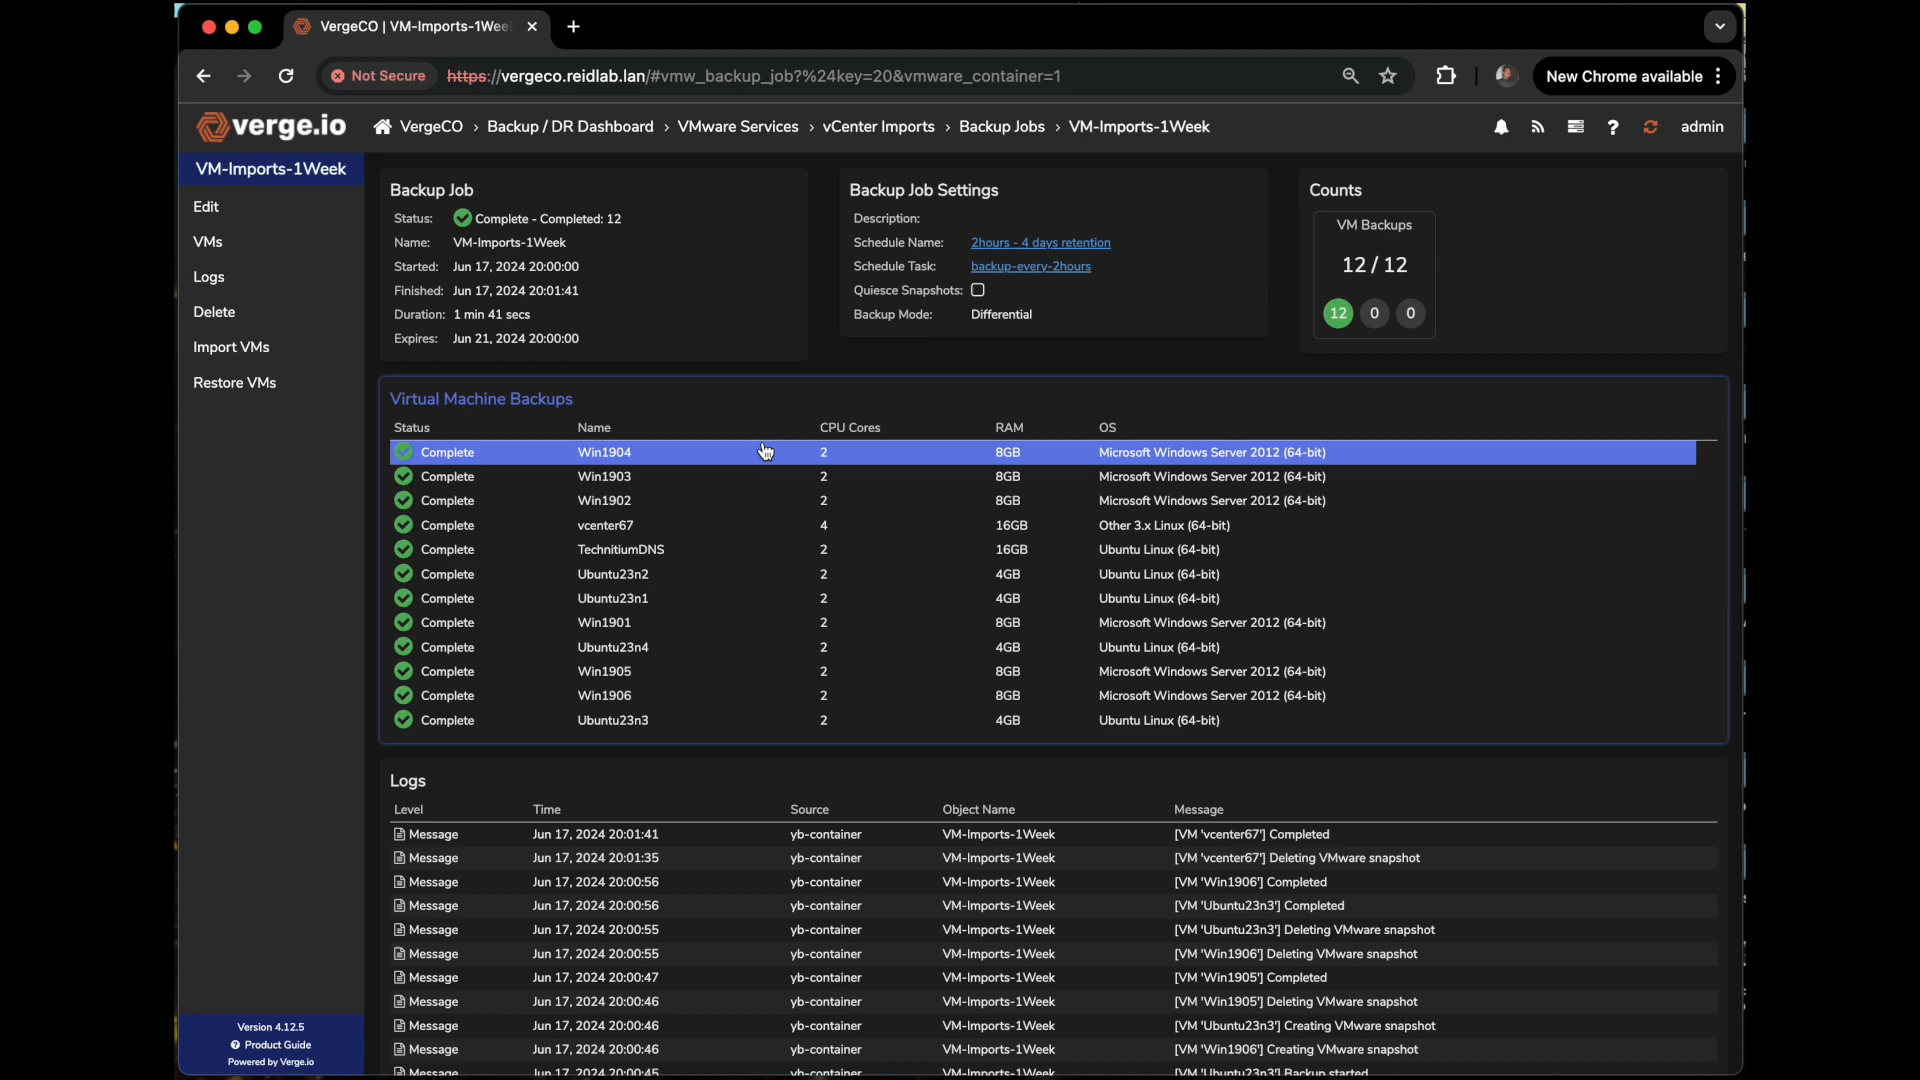 VergeCO | VM-Imports-1Wee
Not Secure https://vergeco.reidlab.lan/#vmw_backup_job?%24key=20&vmware_container=1 New Chrome available
verge.io VergeCO › Backup / DR Dashboard › VMware Services › vCenter Imports › Backup Jobs › VM-Imports-1Week ? admin
VM-Imports-1Week
Edit
VMs
Logs
Delete
Import VMs
Restore VMs
Version 4.12.5
Product Guide
Powered by Verge.io
Backup Job
Status: Complete - Completed: 12
Name: VM-Imports-1Week
Started: Jun 17, 2024 20:00:00
Finished: Jun 17, 2024 20:01:41
Duration: 1 min 41 secs
Expires: Jun 21, 2024 20:00:00
Backup Job Settings
Description:
Schedule Name: 2hours - 4 days retention
Schedule Task: backup-every-2hours
Quiesce Snapshots:
Backup Mode: Differential
Counts
VM Backups
12 / 12
12 0 0
Virtual Machine Backups
Status Name CPU Cores RAM OS
Complete Win1904 2 8GB Microsoft Windows Server 2012 (64-bit)
Complete Win1903 2 8GB Microsoft Windows Server 2012 (64-bit)
Complete Win1902 2 8GB Microsoft Windows Server 2012 (64-bit)
Complete vcenter67 4 16GB Other 3.x Linux (64-bit)
Complete TechnitiumDNS 2 16GB Ubuntu Linux (64-bit)
Complete Ubuntu23n2 2 4GB Ubuntu Linux (64-bit)
Complete Ubuntu23n1 2 4GB Ubuntu Linux (64-bit)
Complete Win1901 2 8GB Microsoft Windows Server 2012 (64-bit)
Complete Ubuntu23n4 2 4GB Ubuntu Linux (64-bit)
Complete Win1905 2 8GB Microsoft Windows Server 2012 (64-bit)
Complete Win1906 2 8GB Microsoft Windows Server 2012 (64-bit)
Complete Ubuntu23n3 2 4GB Ubuntu Linux (64-bit)
Logs
Level Time Source Object Name Message
Message Jun 17, 2024 20:01:41 yb-container VM-Imports-1Week [VM 'vcenter67'] Completed
Message Jun 17, 2024 20:01:35 yb-container VM-Imports-1Week [VM 'vcenter67'] Deleting VMware snapshot
Message Jun 17, 2024 20:00:56 yb-container VM-Imports-1Week [VM 'Win1906'] Completed
Message Jun 17, 2024 20:00:56 yb-container VM-Imports-1Week [VM 'Ubuntu23n3'] Completed
Message Jun 17, 2024 20:00:55 yb-container VM-Imports-1Week [VM 'Ubuntu23n3'] Deleting VMware snapshot
Message Jun 17, 2024 20:00:55 yb-container VM-Imports-1Week [VM 'Win1906'] Deleting VMware snapshot
Message Jun 17, 2024 20:00:47 yb-container VM-Imports-1Week [VM 'Win1905'] Completed
Message Jun 17, 2024 20:00:46 yb-container VM-Imports-1Week [VM 'Win1905'] Deleting VMware snapshot
Message Jun 17, 2024 20:00:46 yb-container VM-Imports-1Week [VM 'Ubuntu23n3'] Creating VMware snapshot
Message Jun 17, 2024 20:00:46 yb-container VM-Imports-1Week [VM 'Win1906'] Creating VMware snapshot
Message Jun 17, 2024 20:00:45 yb-container VM-Imports-1Week [VM 'Ubuntu23n3'] Backup started